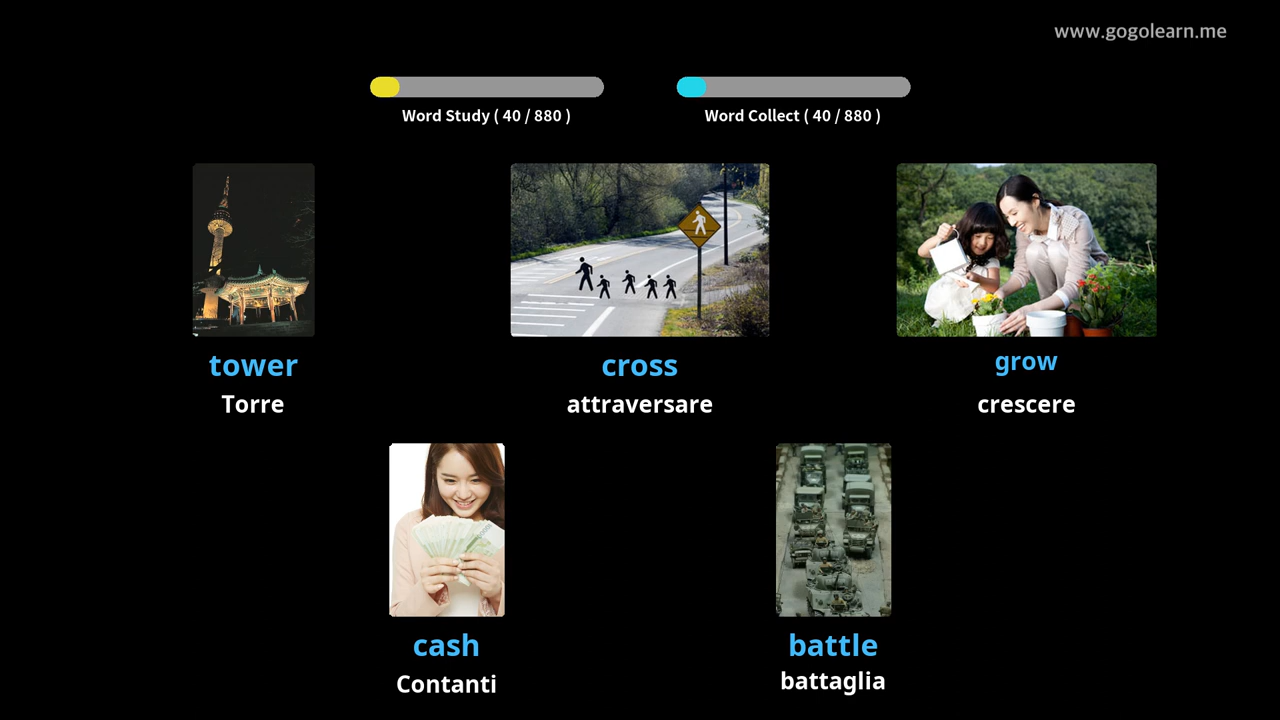 www.gogolearn.me
Word Study ( 40 / 880 )
Word Collect ( 40 / 880 )
tower
Torre
cross
attraversare
grow
crescere
cash
Contanti
battle
battaglia